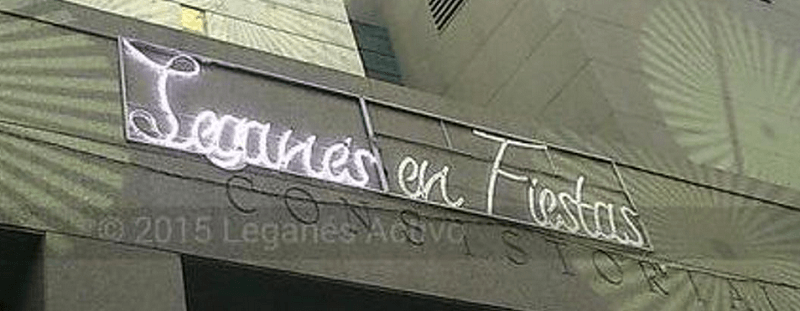 Leganés en Fiestas
CONSISTORIAL
© 2015 Leganés Activo